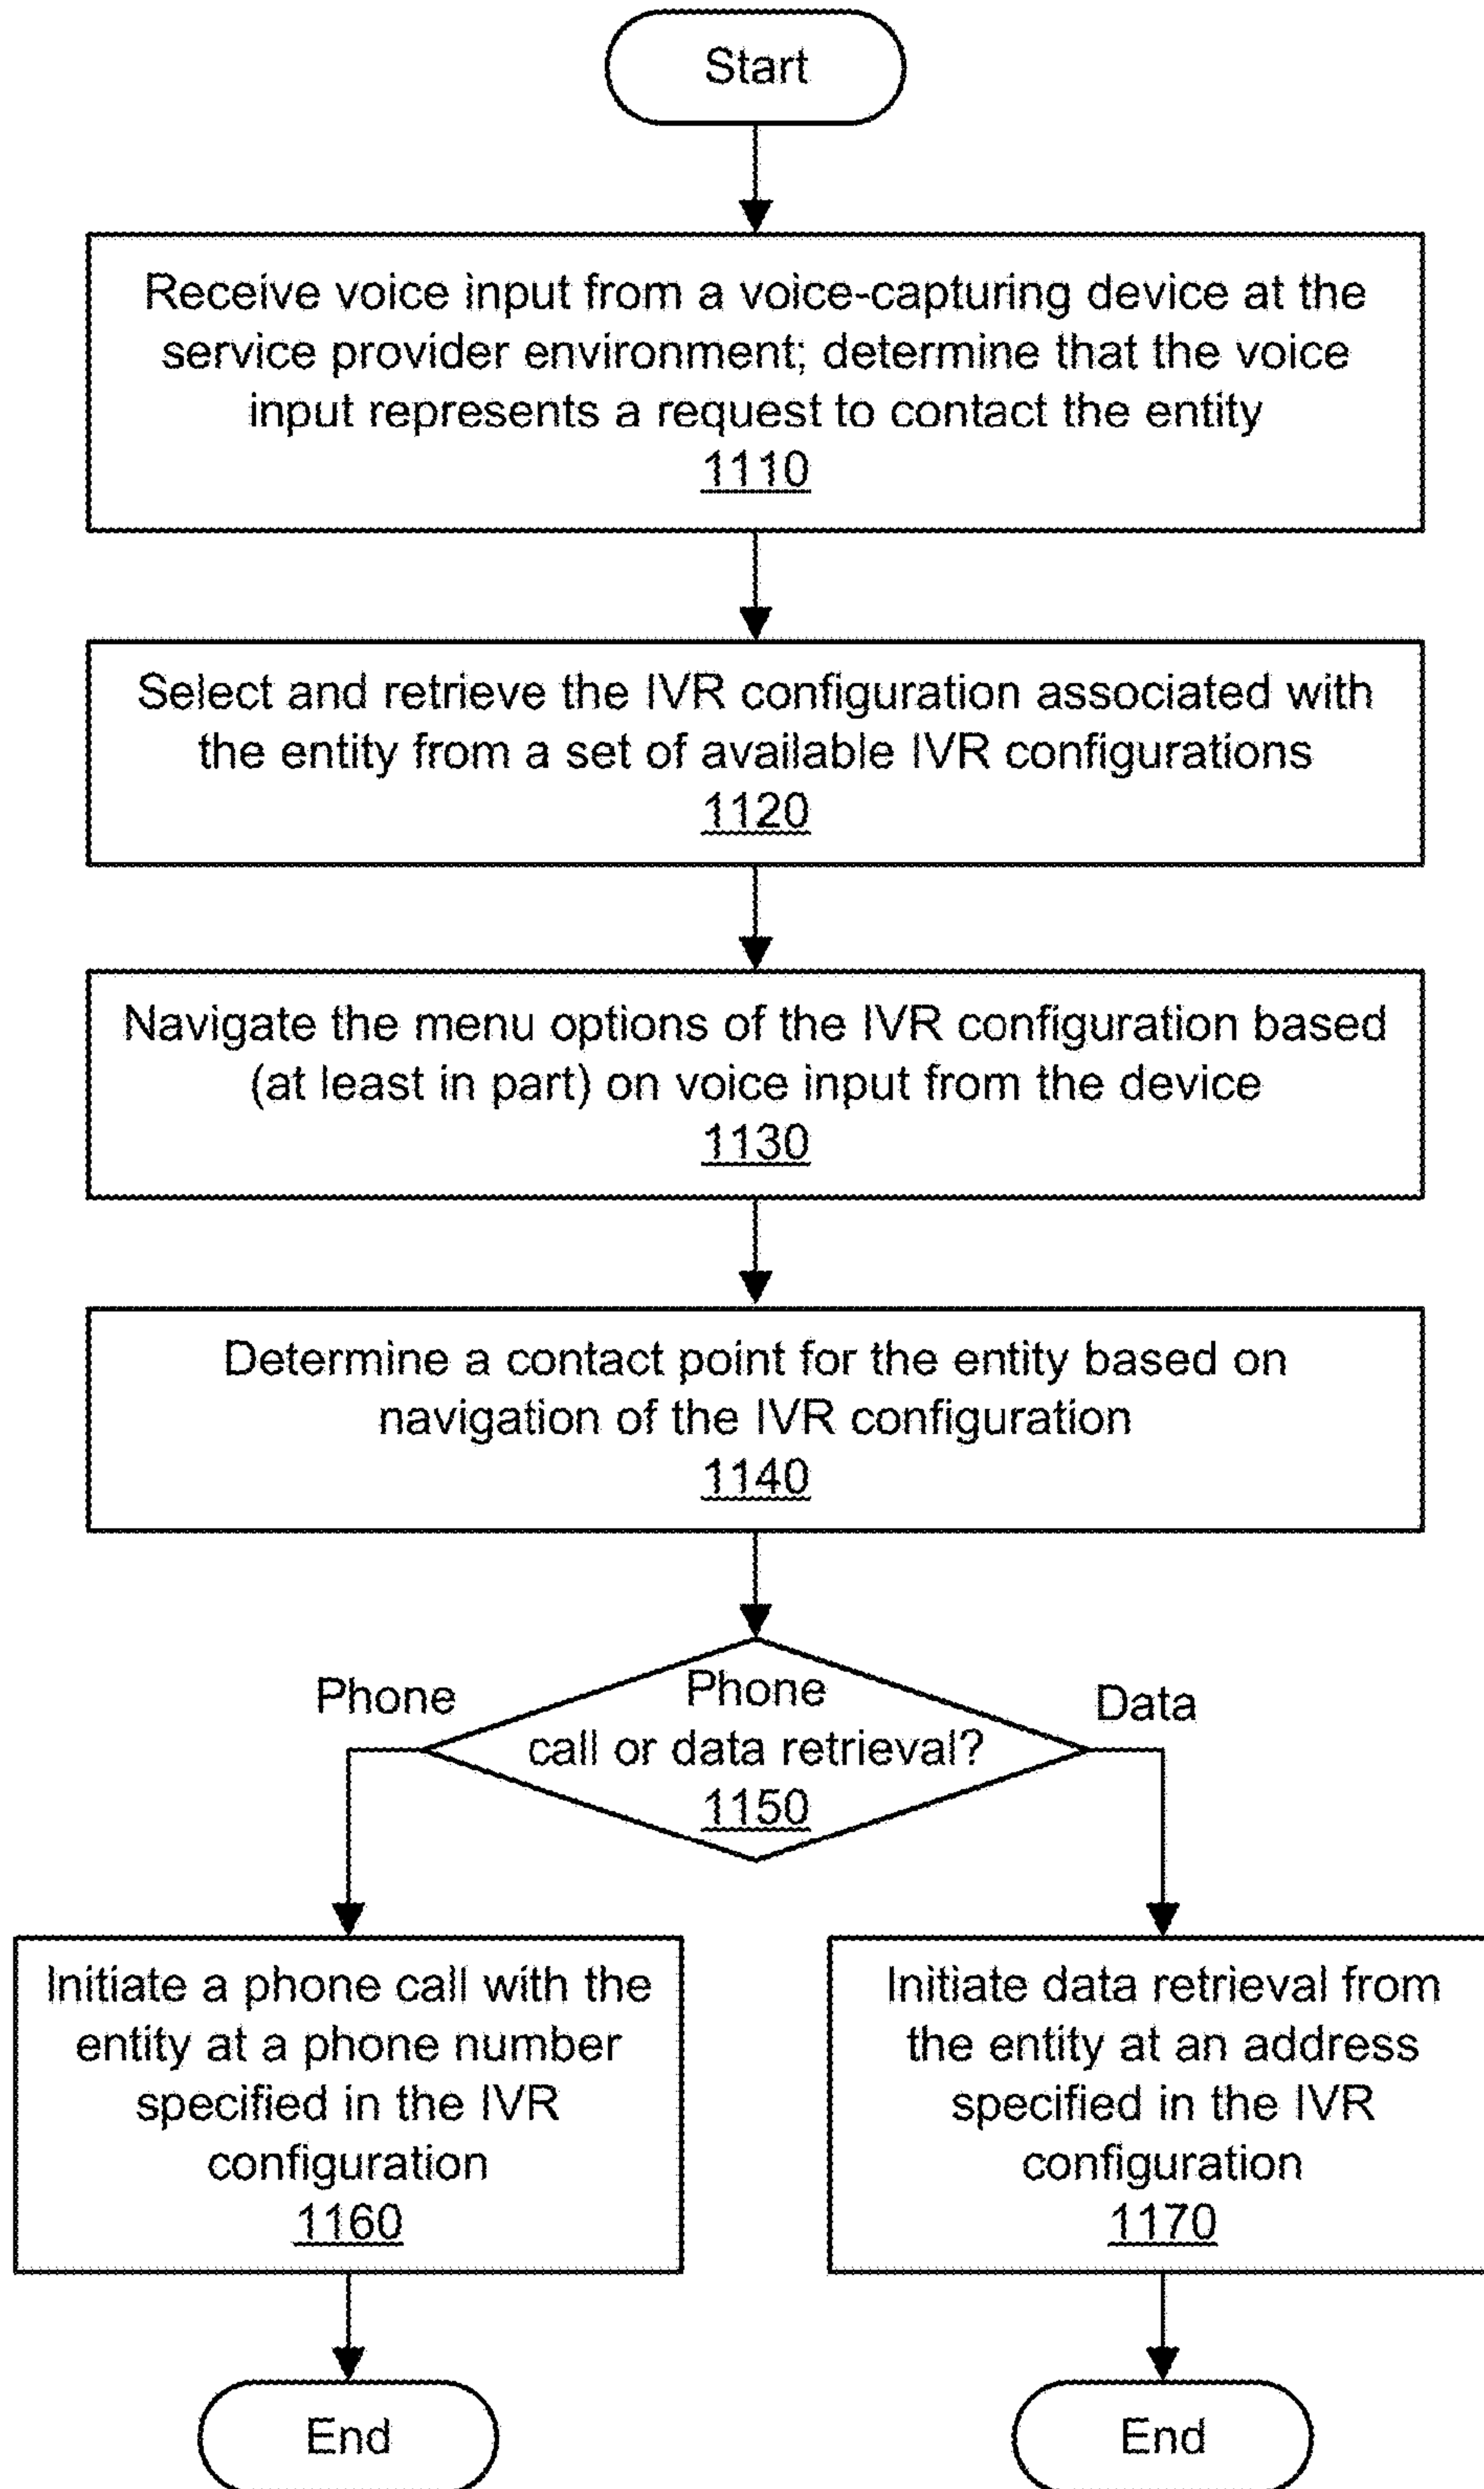 Start
Receive voice input from a voice-capturing device at the
service provider environment; determine that the voice
input represents a request to contact the entity
1110
Select and retrieve the IVR configuration associated with
the entity from a set of available IVR configurations
1120
Navigate the menu options of the IVR configuration based
(at least in part) on voice input from the device
1130
Determine a contact point for the entity based on
navigation of the IVR configuration
1140
Phone
Phone
call or data retrieval?
1150
Data
Initiate a phone call with the
entity at a phone number
specified in the IVR
configuration
1160
Initiate data retrieval from
the entity at an address
specified in the IVR
configuration
1170
End
End